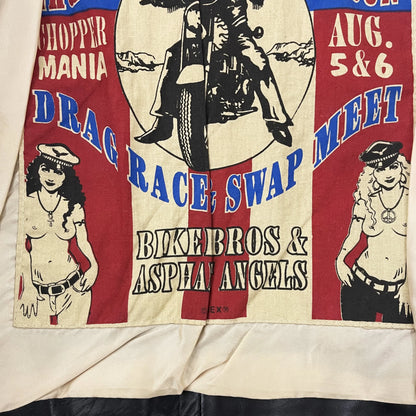 CHOPPER
MANIA
AUG.
5&6
DRAG RACE, SWAP MEET
BIKEBROS &
ASPHALT ANGELS